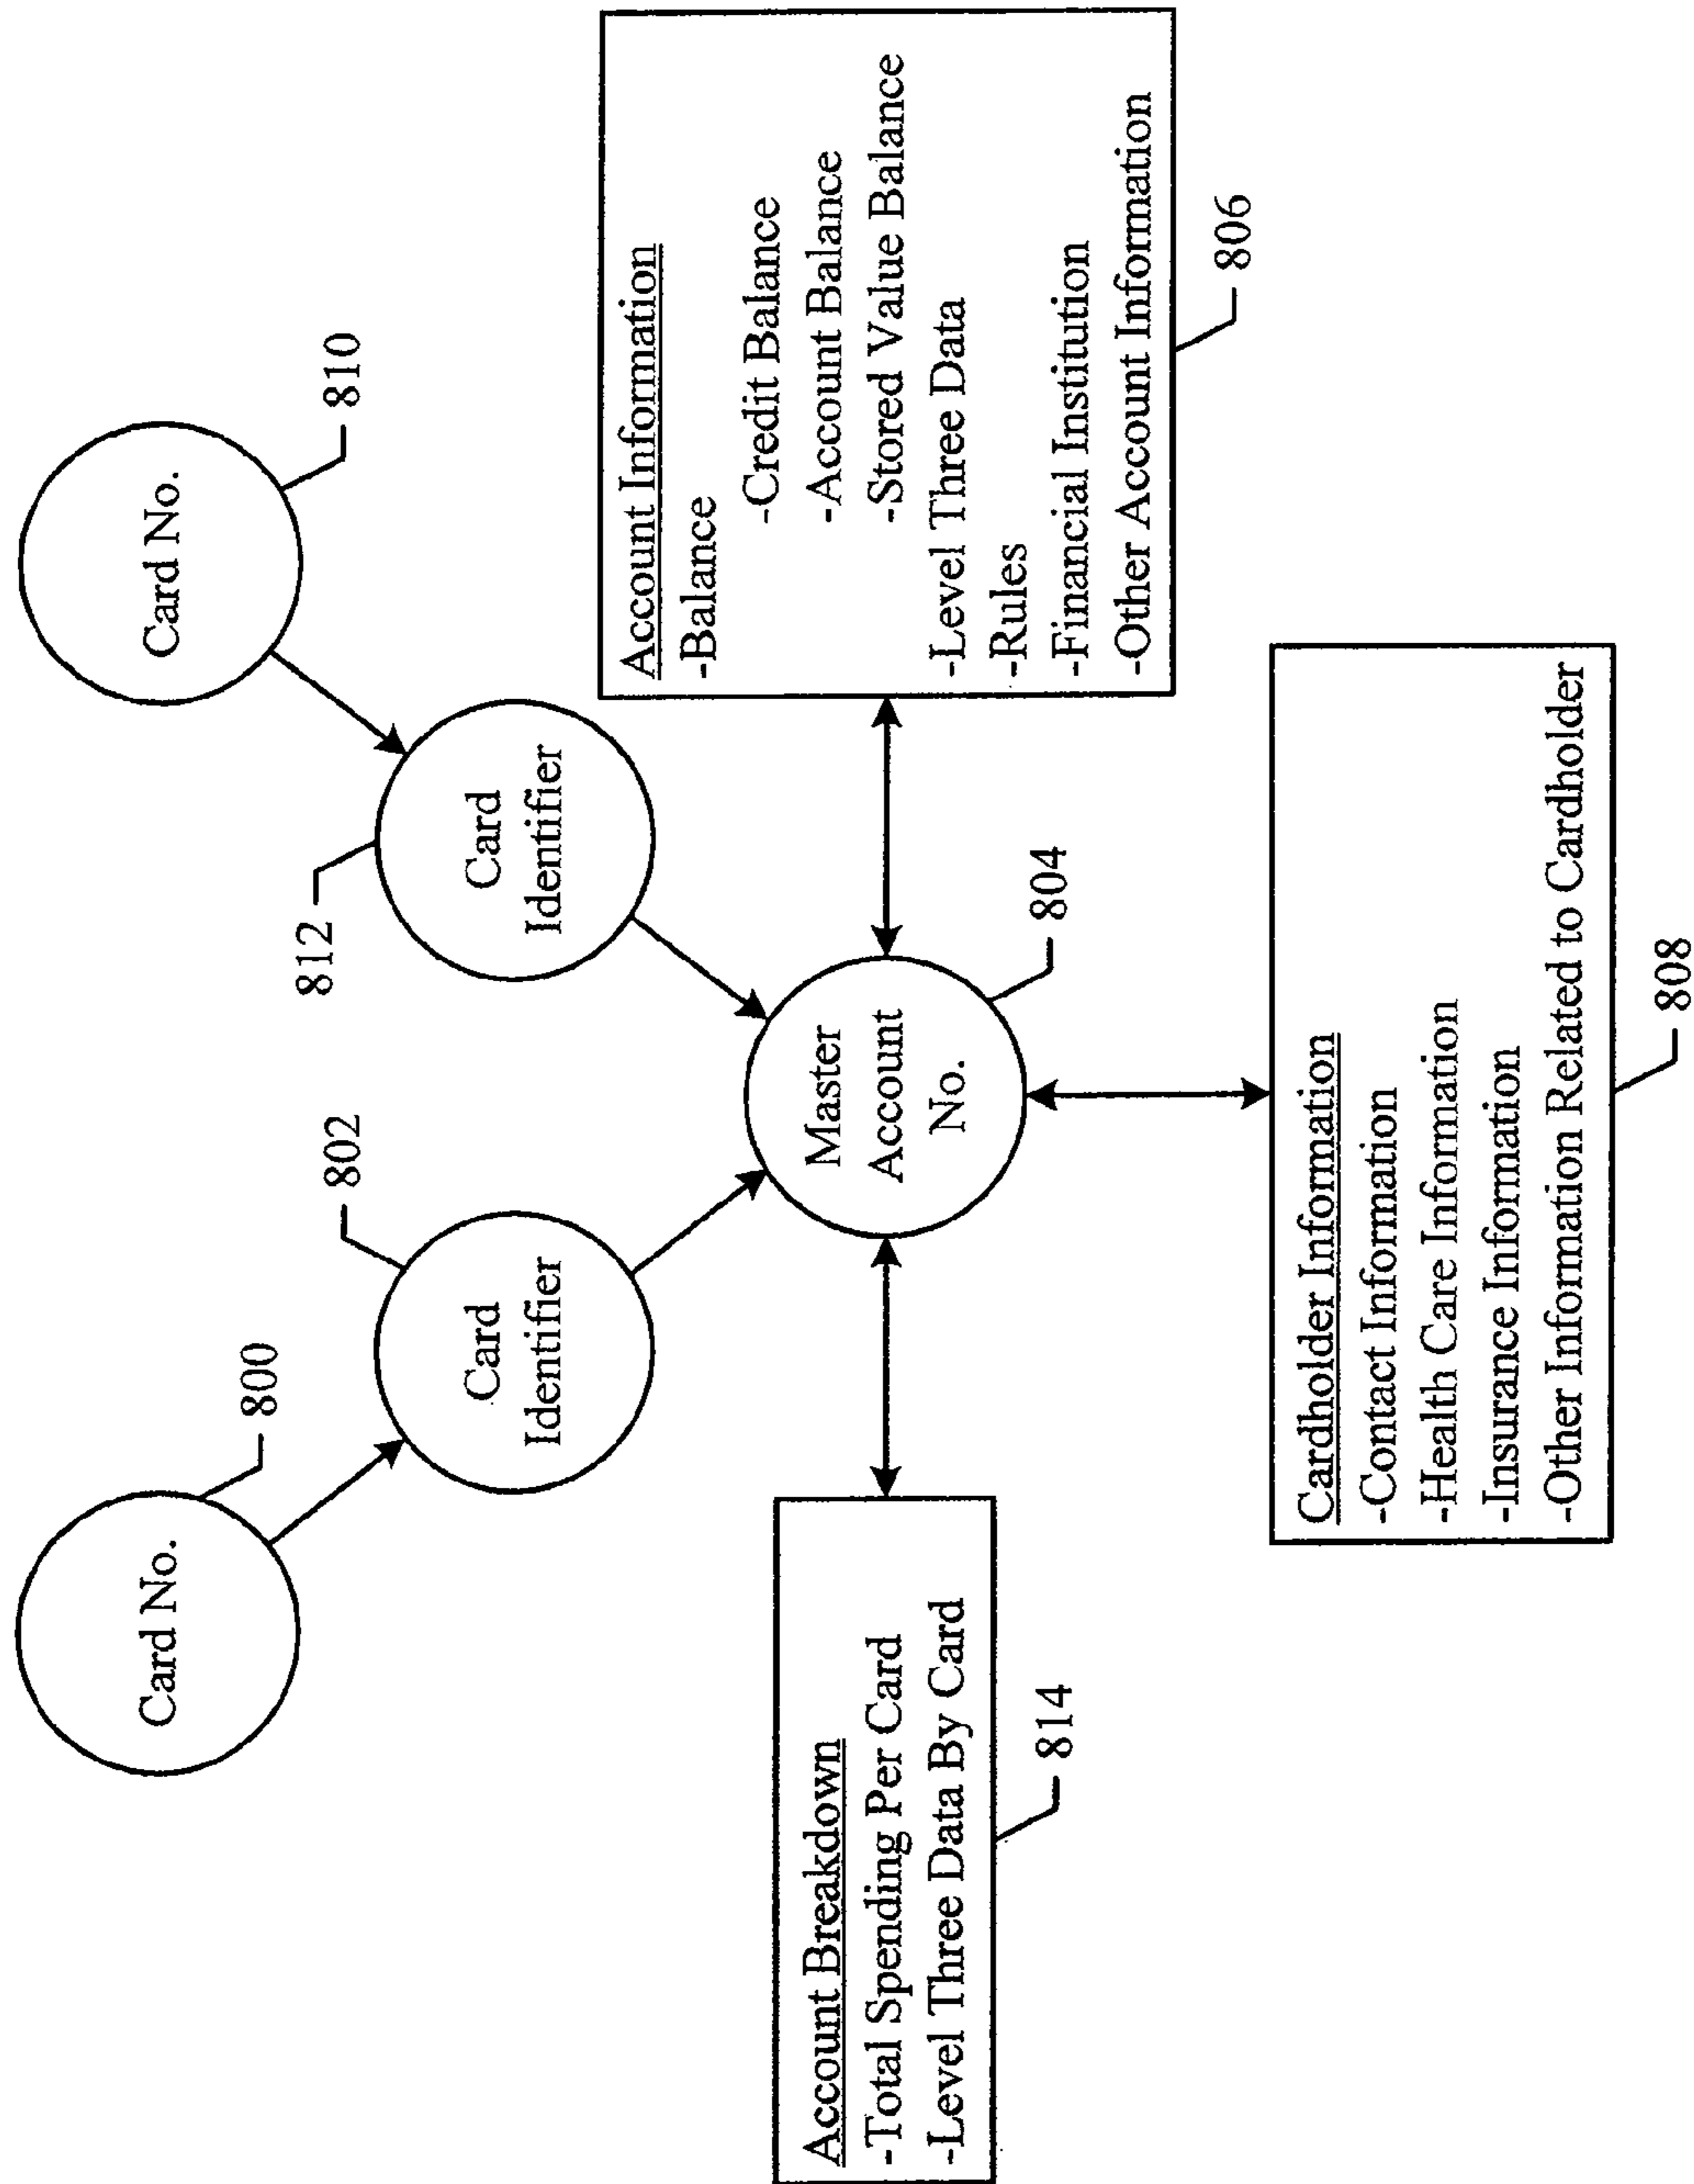 Card No.
800
Card No.
810
Card
Identifier
802
812
Card
Identifier
Master
Account
No.
804
Account Breakdown
-Total Spending Per Card
-Level Three Data By Card
814
Account Information
-Balance
-Credit Balance
-Account Balance
-Stored Value Balance
-Level Three Data
-Rules
-Financial Institution
-Other Account Information
806
Cardholder Information
-Contact Information
-Health Care Information
-Insurance Information
-Other Information Related to Cardholder
808